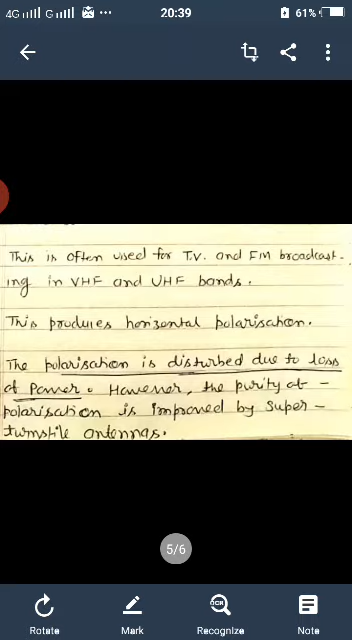 4G G ...
20:39
61%
This is often used for T.V. and FM broadcast-
ing in VHF and UHF bands.
This produces horizental polarisation.
The polarisation is disturbed due to loss
of Power. However, the purity of -
polarisation is improved by Super -
turnstile antennas.
5/6
OCR
Rotate Mark Recognize Note